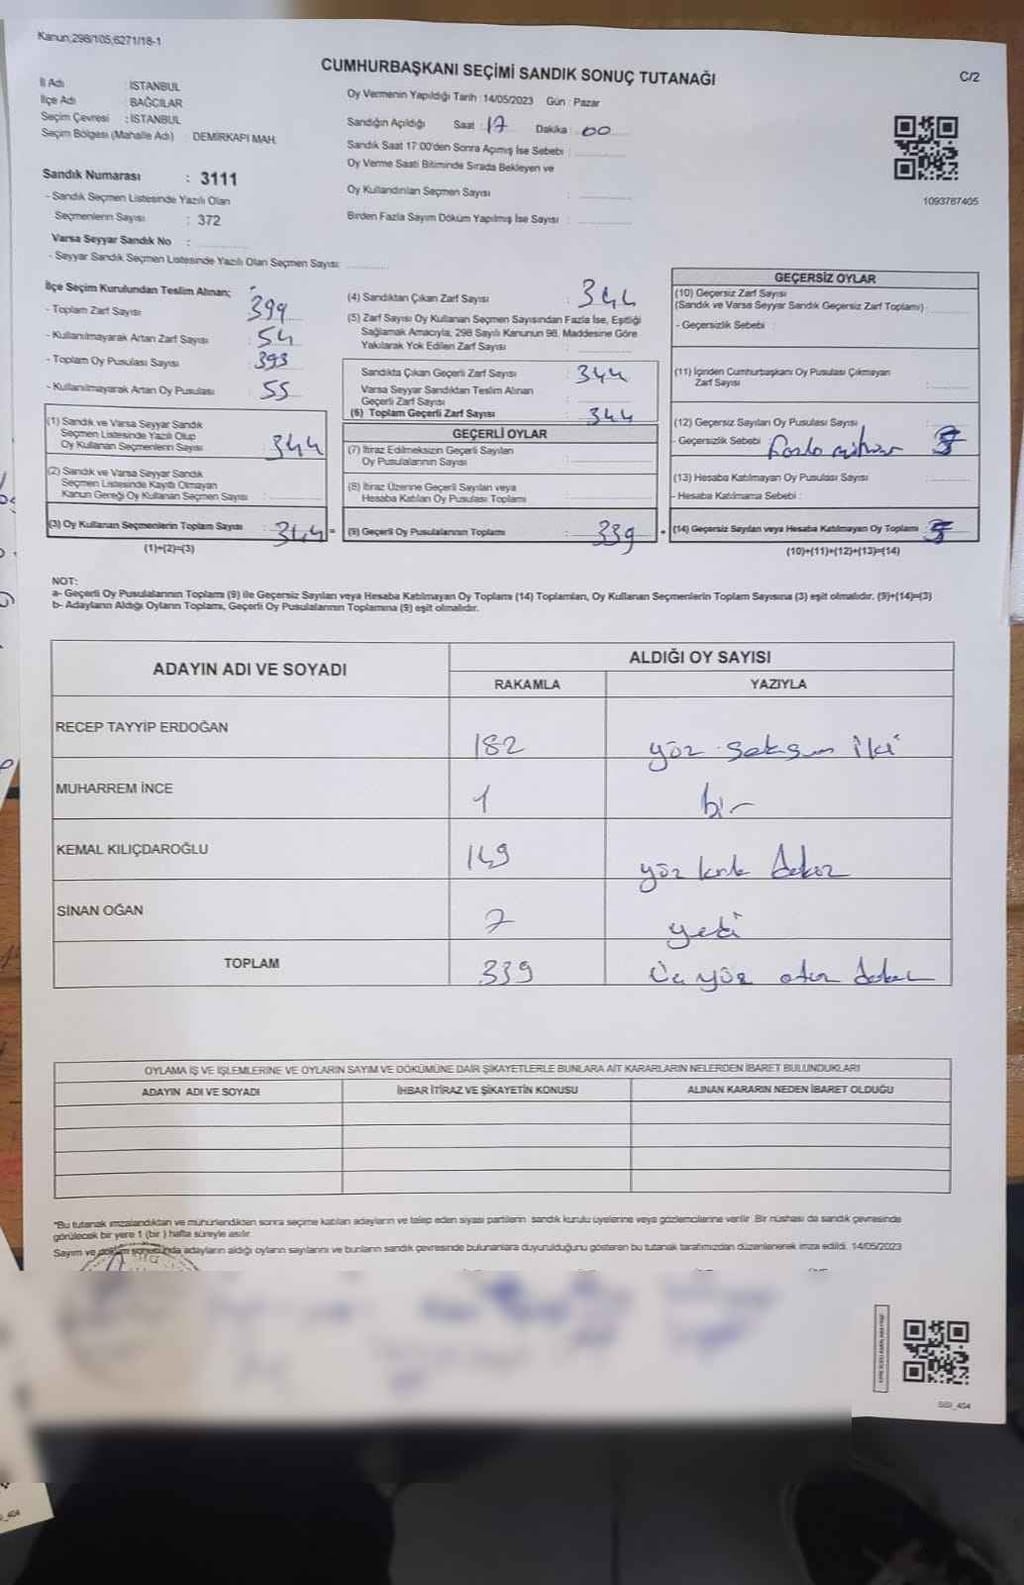 Kanun;298/105;6271/18-1
CUMHURBAŞKANI SEÇİMİ SANDIK SONUÇ TUTANAĞI
C/2
İl Adı : İSTANBUL
İlçe Adı : BAĞCILAR
Seçim Çevresi : İSTANBUL
Seçim Bölgesi (Mahalle Adı) : DEMİRKAPI MAH.
Sandık Numarası : 3111
- Sandık Seçmen Listesinde Yazılı Olan
Seçmenlerin Sayısı : 372
Varsa Seyyar Sandık No :
- Seyyar Sandık Seçmen Listesinde Yazılı Olan Seçmen Sayısı:
Oy Vermenin Yapıldığı Tarih : 14/05/2023 Gün : Pazar
Sandığın Açıldığı Saat : 17 Dakika : 00
Sandık Saat 17:00'den Sonra Açımış İse Sebebi :
Oy Verme Saati Bitiminde Sırada Bekleyen ve
Oy Kullandırılan Seçmen Sayısı :
Birden Fazla Sayım Döküm Yapılmış İse Sayısı :
1093767405
İlçe Seçim Kurulundan Teslim Alınan;
- Toplam Zarf Sayısı : 399
- Kullanılmayarak Artan Zarf Sayısı : 54
- Toplam Oy Pusulası Sayısı : 393
- Kullanılmayarak Artan Oy Pusulası : 55
(1) Sandık ve Varsa Seyyar Sandık
Seçmen Listesinde Yazılı Olup
Oy Kullanan Seçmenlerin Sayısı : 344
(2) Sandık ve Varsa Seyyar Sandık
Seçmen Listesinde Kayıtlı Olmayan
Kanun Gereği Oy Kullanan Seçmen Sayısı :
(3) Oy Kullanan Seçmenlerin Toplam Sayısı : 344
(1)+(2)=(3)
(4) Sandıktan Çıkan Zarf Sayısı : 344
(5) Zarf Sayısı Oy Kullanan Seçmen Sayısından Fazla İse, Eşitliği
Sağlamak Amacıyla, 298 Sayılı Kanunun 98. Maddesine Göre
Yakılarak Yok Edilen Zarf Sayısı :
Sandıkta Çıkan Geçerli Zarf Sayısı : 344
Varsa Seyyar Sandıktan Teslim Alınan
Geçerli Zarf Sayısı :
(6) Toplam Geçerli Zarf Sayısı : 344
GEÇERLİ OYLAR
(7) İtiraz Edilmeksizin Geçerli Sayılan
Oy Pusulalarının Sayısı :
(8) İtiraz Üzerine Geçerli Sayılan veya
Hesaba Katılan Oy Pusulası Toplamı :
(9) Geçerli Oy Pusulalarının Toplamı : 339
GEÇERSİZ OYLAR
(10) Geçersiz Zarf Sayısı
(Sandık ve Varsa Seyyar Sandık Geçersiz Zarf Toplamı) :
- Geçersizlik Sebebi :
(11) İçinden Cumhurbaşkanı Oy Pusulası Çıkmayan
Zarf Sayısı :
(12) Geçersiz Sayılan Oy Pusulası Sayısı :
- Geçersizlik Sebebi 5
(13) Hesaba Katılmayan Oy Pusulası Sayısı :
- Hesaba Katılmama Sebebi :
(14) Geçersiz Sayılan veya Hesaba Katılmayan Oy Toplamı : 5
(10)+(11)+(12)+(13)=(14)
NOT:
a- Geçerli Oy Pusulalarının Toplamı (9) ile Geçersiz Sayılan veya Hesaba Katılmayan Oy Toplamı (14) Toplamları, Oy Kullanan Seçmenlerin Toplam Sayısına (3) eşit olmalıdır. (9)+(14)=(3)
b- Adayların Aldığı Oyların Toplamı, Geçerli Oy Pusulalarının Toplamına (9) eşit olmalıdır.
ADAYIN ADI VE SOYADI
ALDIĞI OY SAYISI
RAKAMLA YAZIYLA
RECEP TAYYİP ERDOĞAN 182 yüz seksen iki
MUHARREM İNCE 1 bir
KEMAL KILIÇDAROĞLU 149 yüz kırk dokuz
SİNAN OĞAN 7 yedi
TOPLAM 339 Üç yüz otuz dokuz
OYLAMA İŞ VE İŞLEMLERİNE VE OYLARIN SAYIM VE DÖKÜMÜNE DAİR ŞİKAYETLERLE BUNLARA AİT KARARLARIN NELERDEN İBARET BULUNDUKLARI
ADAYIN ADI VE SOYADI İHBAR İTİRAZ VE ŞİKAYETİN KONUSU ALINAN KARARIN NEDEN İBARET OLDUĞU
*Bu tutanak imzalandıktan ve mühürlendikten sonra seçime katılan adayların ve talep eden siyasi partilerin sandık kurulu üyelerine veya gözlemcilerine verilir. Bir nüshası da sandık çevresinde
görülecek bir yere 1 (bir) hafta süreyle asılır.
Sayım ve döküm sonucunda adayların aldığı oyların sayılarını ve bunların sandık çevresinde bulunanlara duyurulduğunu gösteren bu tutanak tarafımızdan düzenlenerek imza edildi. 14/05/2023